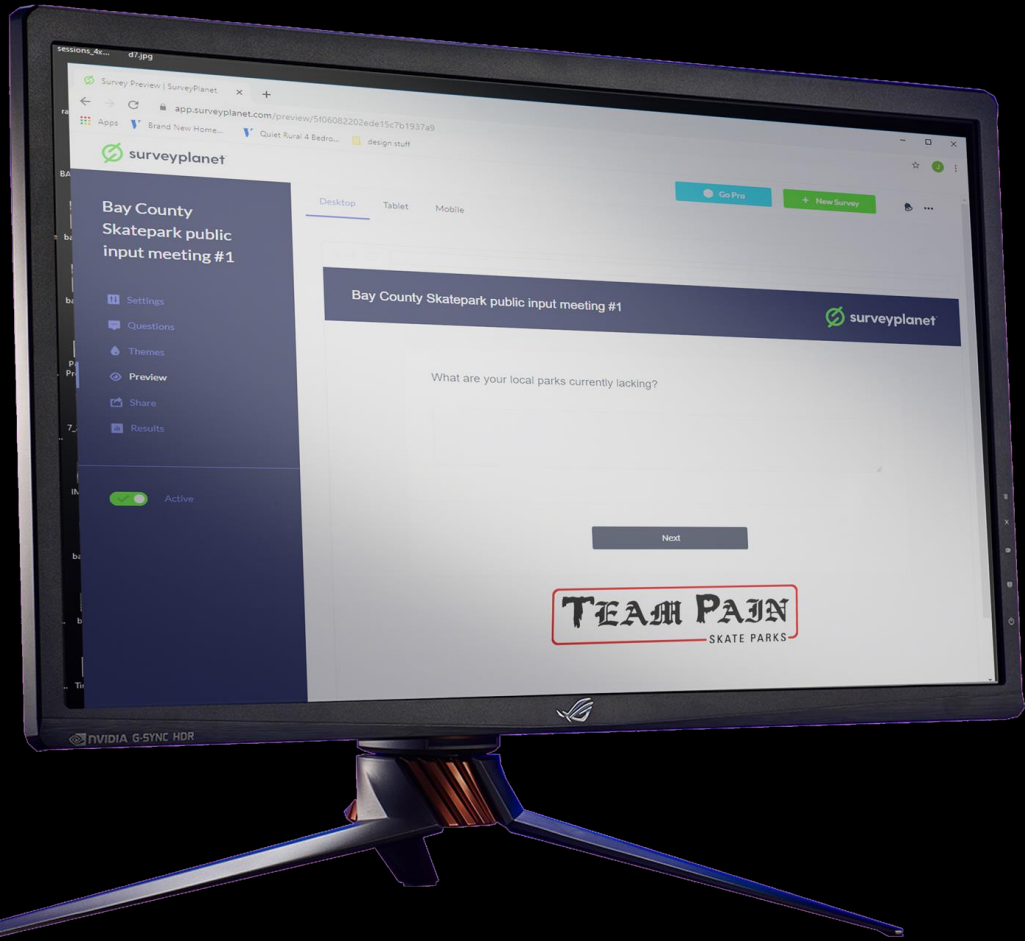 sessions_4x...
d7.jpg
Survey Preview | SurveyPlanet
app.surveyplanet.com/preview/5f06082202ede15c7b1937a9
Apps
Brand New Home...
Quiet Rural 4 Bedro...
design stuff
surveyplanet
Bay County
Skatepark public
input meeting #1
Settings
Questions
Themes
Preview
Share
Results
Active
Desktop
Tablet
Mobile
Go Pro
+ New Survey
Bay County Skatepark public input meeting #1
surveyplanet
What are your local parks currently lacking?
Next
TEAM PAIN
SKATE PARKS
NVIDIA G-SYNC HDR